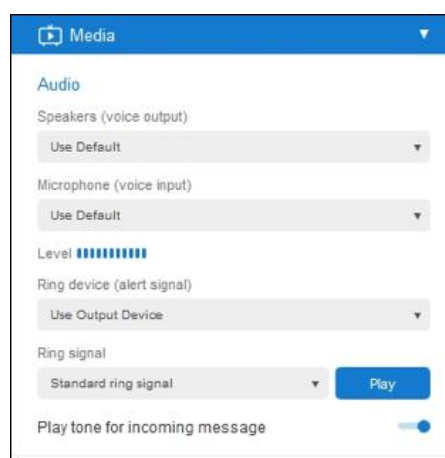 Media
Audio
Speakers (voice output)
Use Default
Microphone (voice input)
Use Default
Level
Ring device (alert signal)
Use Output Device
Ring signal
Standard ring signal
Play
Play tone for incoming message